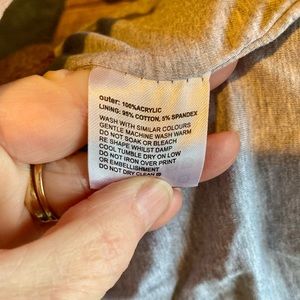 outer: 100%ACRYLIC
LINING: 95% COTTON, 5% SPANDEX
WASH WITH SIMILAR COLOURS
GENTLE MACHINE WASH WARM
DO NOT SOAK OR BLEACH
RE SHAPE WHILST DAMP
COOL TUMBLE DRY ON LOW
DO NOT IRON OVER PRINT
OR EMBELLISHMENT
DO NOT DRY CLEAN